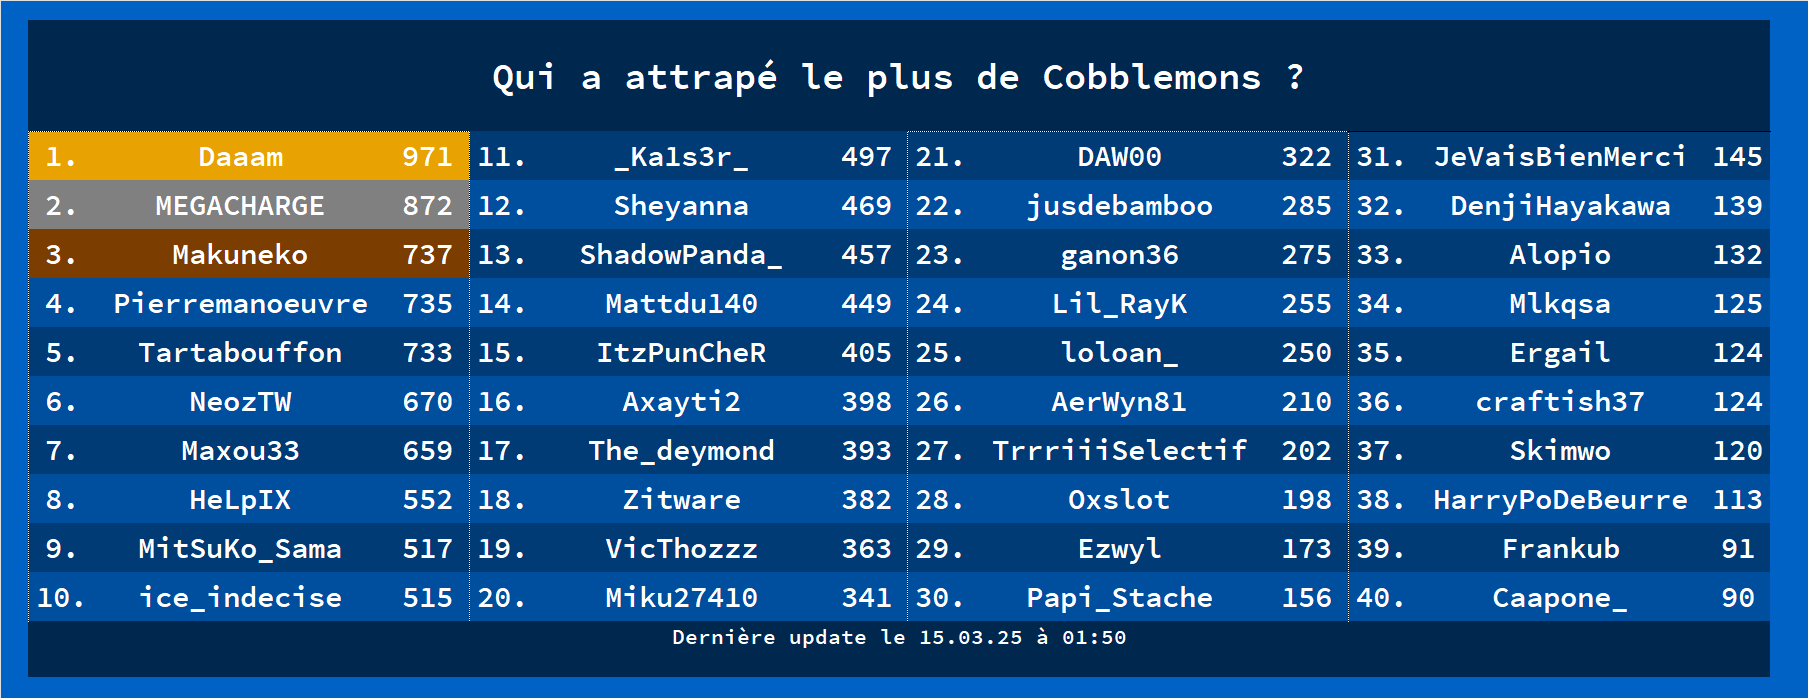 Qui a attrapé le plus de Cobblemons ?
1. Daaam 971
2. MEGACHARGE 872
3. Makuneko 737
4. Pierremanoeuvre 735
5. Tartabouffon 733
6. NeozTW 670
7. Maxou33 659
8. HeLpIX 552
9. MitSuKo_Sama 517
10. ice_indecise 515
11. _Ka1s3r_ 497
12. Sheyanna 469
13. ShadowPanda_ 457
14. Mattdu140 449
15. ItzPunCheR 405
16. Axayti2 398
17. The_deymond 393
18. Zitware 382
19. VicThozzz 363
20. Miku27410 341
21. DAW00 322
22. jusdebamboo 285
23. ganon36 275
24. Lil_RayK 255
25. loloan_ 250
26. AerWyn81 210
27. TrrriiiSelectif 202
28. Oxslot 198
29. Ezwyl 173
30. Papi_Stache 156
31. JeVaisBienMerci 145
32. DenjiHayakawa 139
33. Alopio 132
34. Mlkqsa 125
35. Ergail 124
36. craftish37 124
37. Skimwo 120
38. HarryPoDeBeurre 113
39. Frankub 91
40. Caapone_ 90
Dernière update le 15.03.25 à 01:50